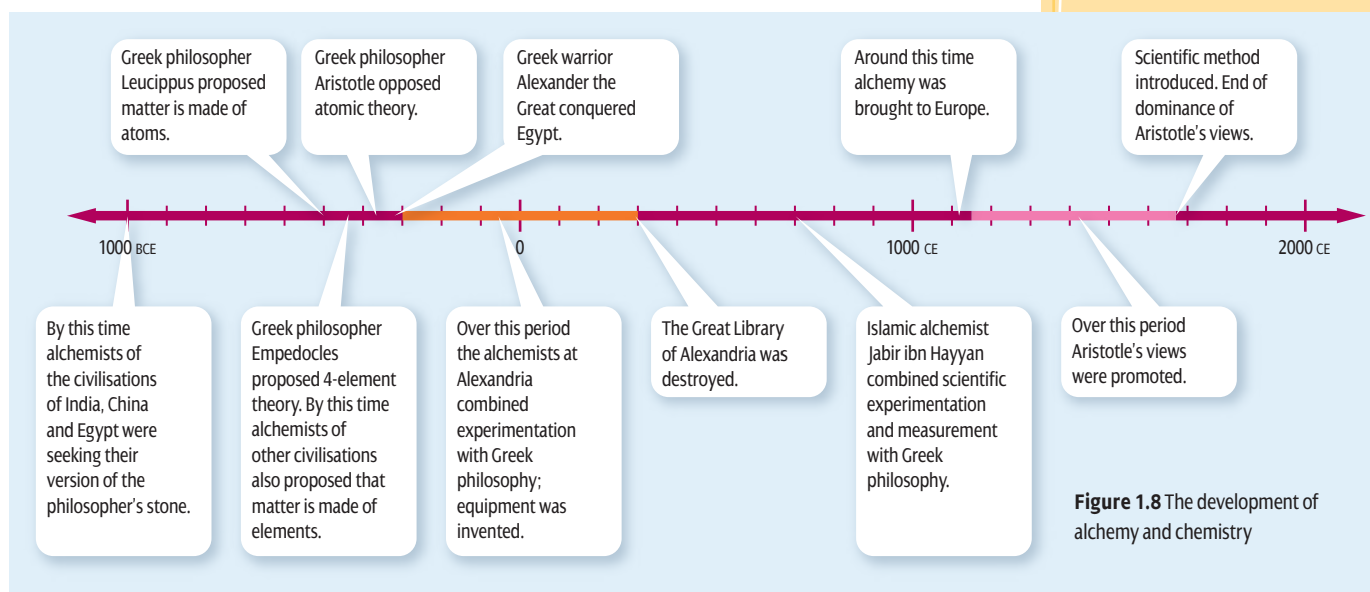 Greek philosopher
Leucippus proposed
matter is made of
atoms.
Greek philosopher
Aristotle opposed
atomic theory.
Greek warrior
Alexander the
Great conquered
Egypt.
Around this time
alchemy was
brought to Europe.
Scientific method
introduced. End of
dominance of
Aristotle's views.
1000 BCE
0
1000 CE
2000 CE
By this time
alchemists of
the civilisations
of India, China
and Egypt were
seeking their
version of the
philosopher's stone.
Greek philosopher
Empedocles
proposed 4-element
theory. By this time
alchemists of
other civilisations
also proposed that
matter is made of
elements.
Over this period
the alchemists at
Alexandria
combined
experimentation
with Greek
philosophy;
equipment was
invented.
The Great Library
of Alexandria was
destroyed.
Islamic alchemist
Jabir ibn Hayyan
combined scientific
experimentation
and measurement
with Greek
philosophy.
Over this period
Aristotle's views
were promoted.
Figure 1.8 The development of
alchemy and chemistry